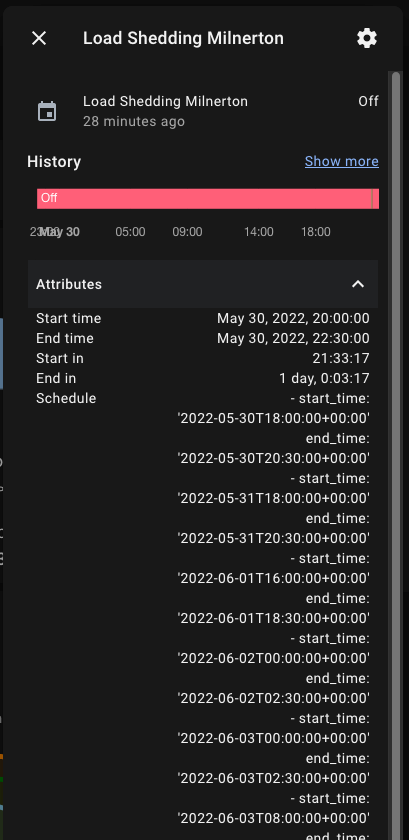 Load Shedding Milnerton
Load Shedding Milnerton Off
28 minutes ago
History Show more
Off
May 30 05:00 09:00 14:00 18:00
Attributes
Start time May 30, 2022, 20:00:00
End time May 30, 2022, 22:30:00
Start in 21:33:17
End in 1 day, 0:03:17
Schedule - start_time:
'2022-05-30T18:00:00+00:00'
end_time:
'2022-05-30T20:30:00+00:00'
- start_time:
'2022-05-31T18:00:00+00:00'
end_time:
'2022-05-31T20:30:00+00:00'
- start_time:
'2022-06-01T16:00:00+00:00'
end_time:
'2022-06-01T18:30:00+00:00'
- start_time:
'2022-06-02T00:00:00+00:00'
end_time:
'2022-06-02T02:30:00+00:00'
- start_time:
'2022-06-03T00:00:00+00:00'
end_time:
'2022-06-03T02:30:00+00:00'
- start_time:
'2022-06-03T08:00:00+00:00'
end_time: